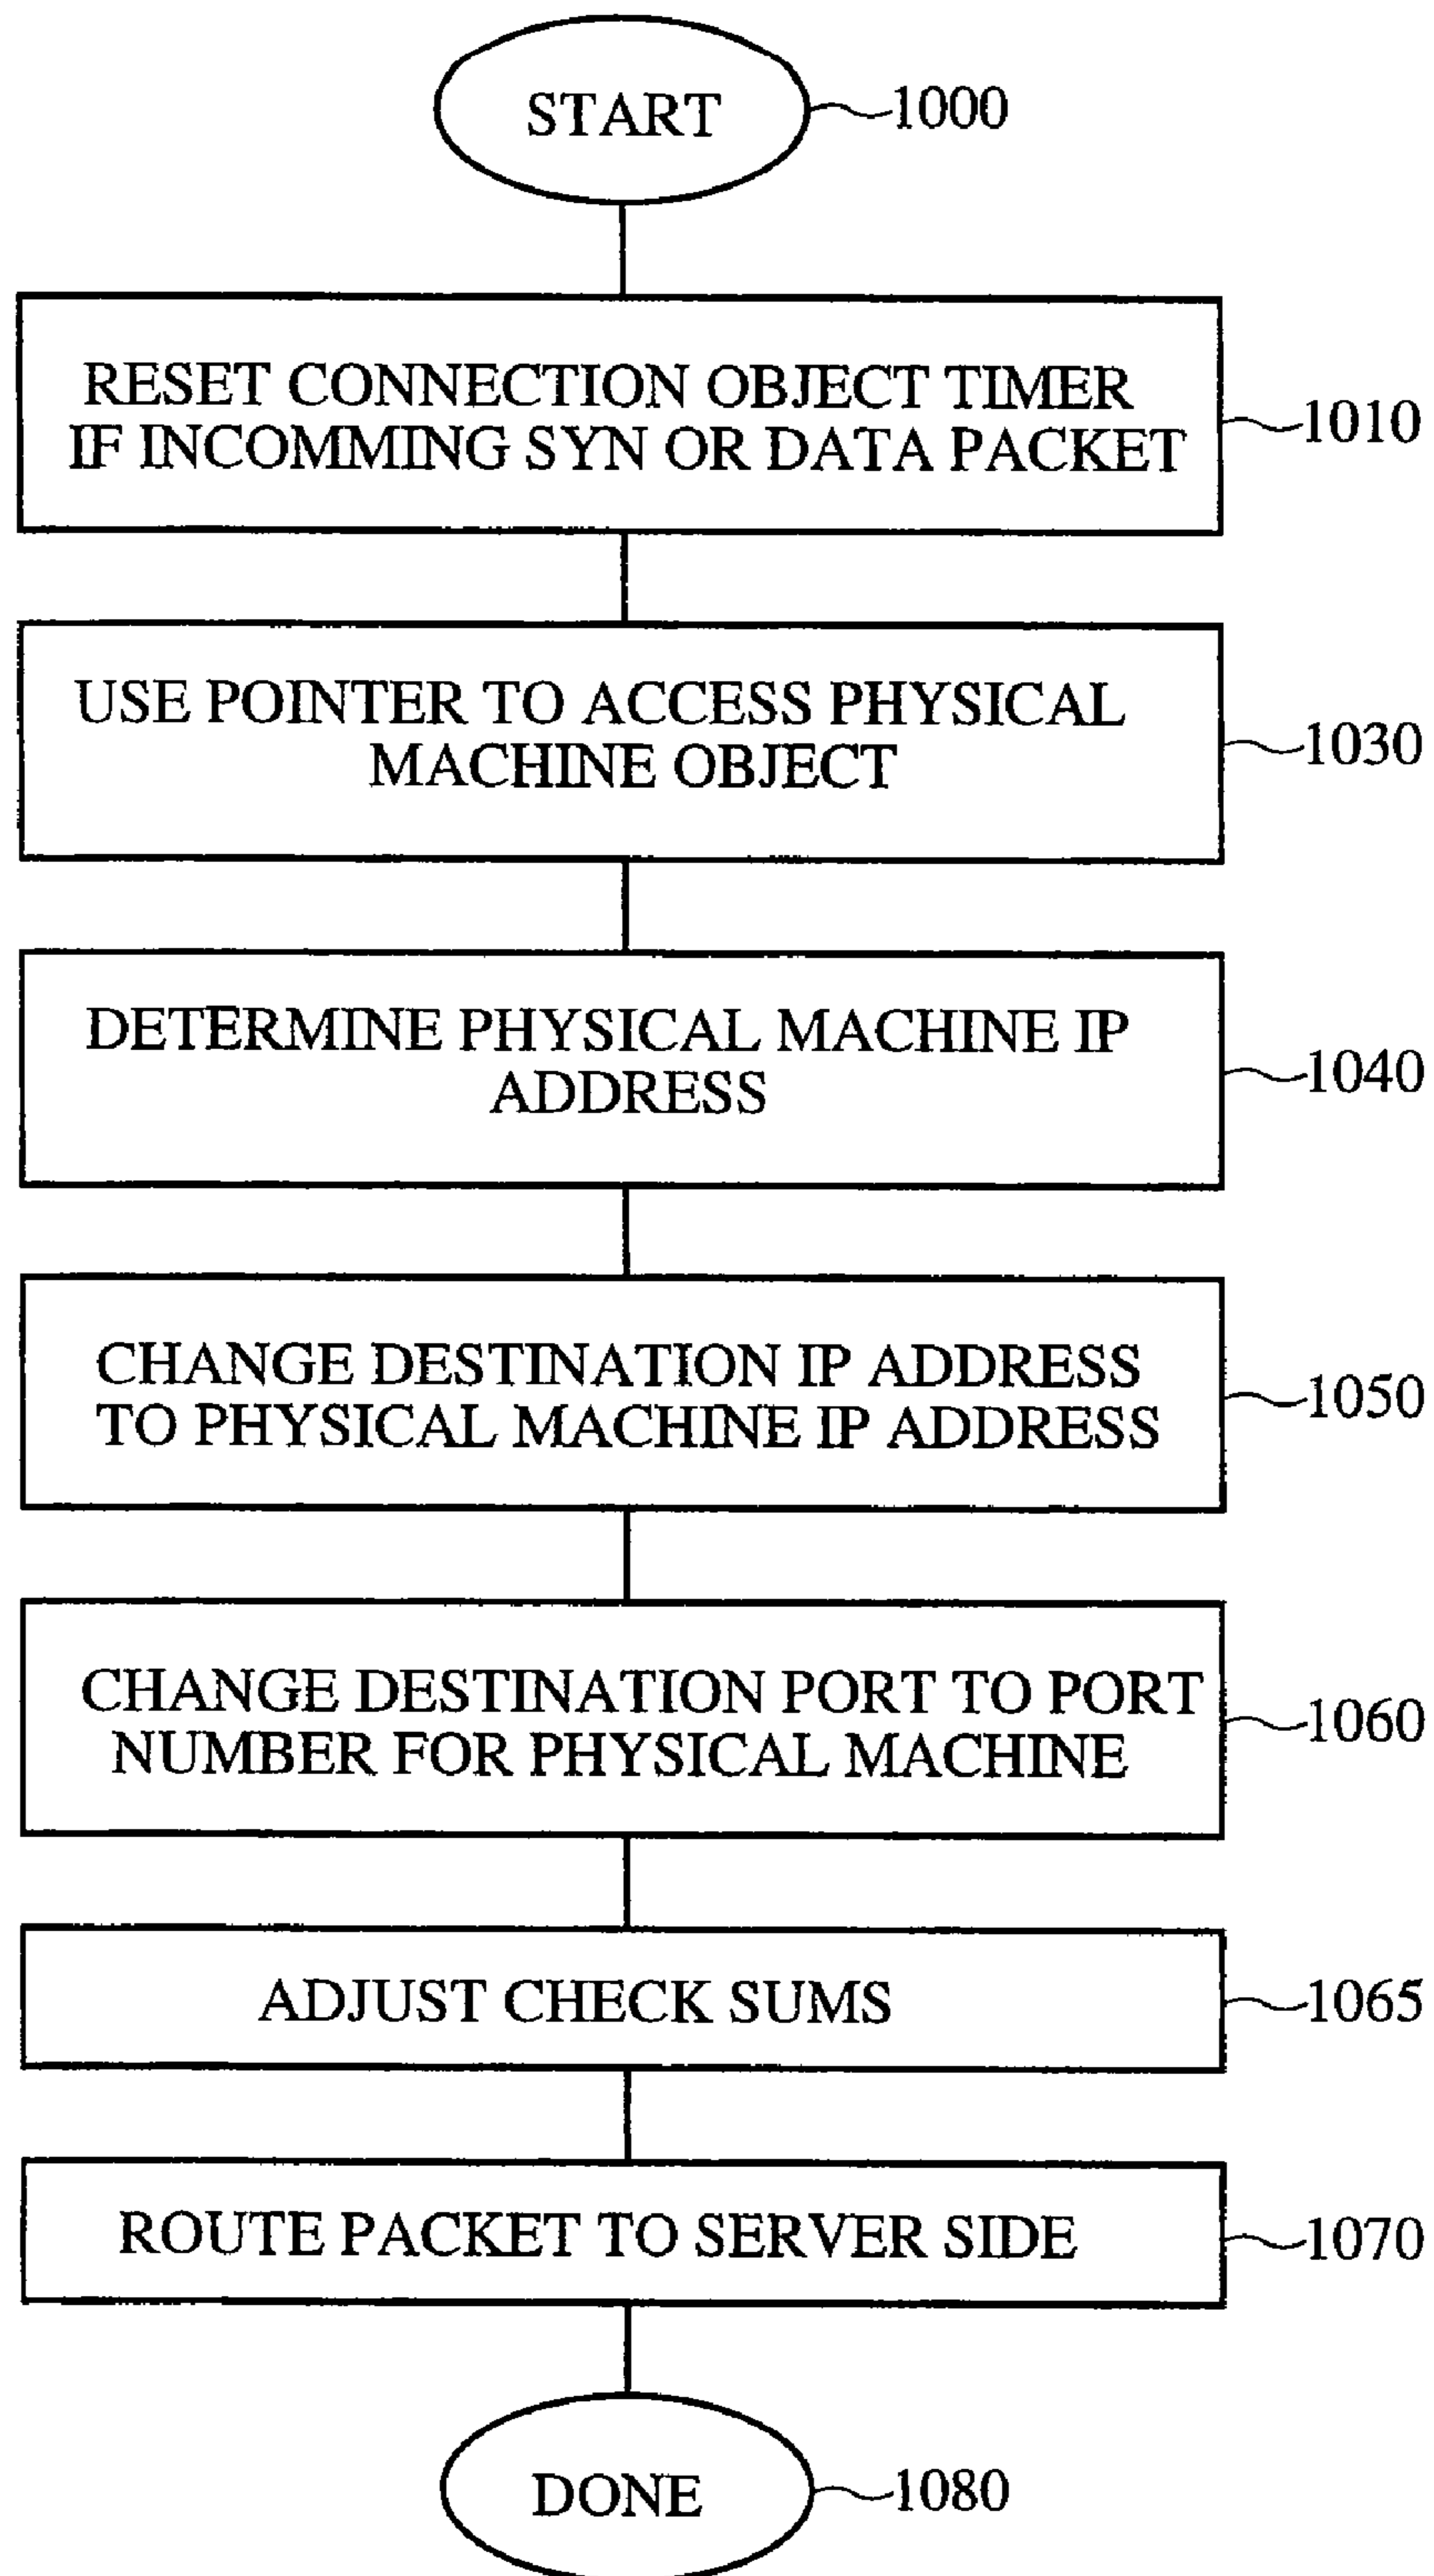 START
1000
RESET CONNECTION OBJECT TIMER
IF INCOMMING SYN OR DATA PACKET
1010
USE POINTER TO ACCESS PHYSICAL
MACHINE OBJECT
1030
DETERMINE PHYSICAL MACHINE IP
ADDRESS
1040
CHANGE DESTINATION IP ADDRESS
TO PHYSICAL MACHINE IP ADDRESS
1050
CHANGE DESTINATION PORT TO PORT
NUMBER FOR PHYSICAL MACHINE
1060
ADJUST CHECK SUMS
1065
ROUTE PACKET TO SERVER SIDE
1070
DONE
1080